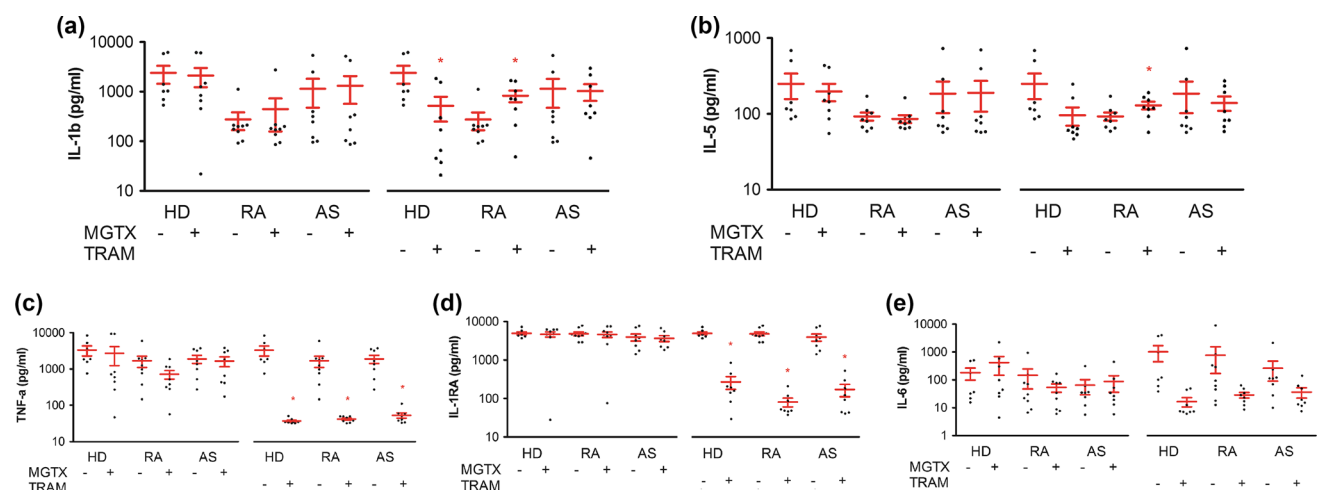 (a)
IL-1b (pg/ml)
10000
1000
100
10
* *
HD RA AS HD RA AS
MGTX - + - + - +
TRAM - + - + - +
(b)
IL-5 (pg/ml)
1000
100
10
*
HD RA AS HD RA AS
MGTX - + - + - +
TRAM - + - + - +
(c)
TNF-a (pg/ml)
10000
1000
100
10
* * *
HD RA AS HD RA AS
MGTX - + - + - +
TRAM - + - + - +
(d)
IL-1RA (pg/ml)
10000
1000
100
10
* * *
HD RA AS HD RA AS
MGTX - + - + - +
TRAM - + - + - +
(e)
IL-6 (pg/ml)
10000
1000
100
10
1
HD RA AS HD RA AS
MGTX - + - + - +
TRAM - + - + - +